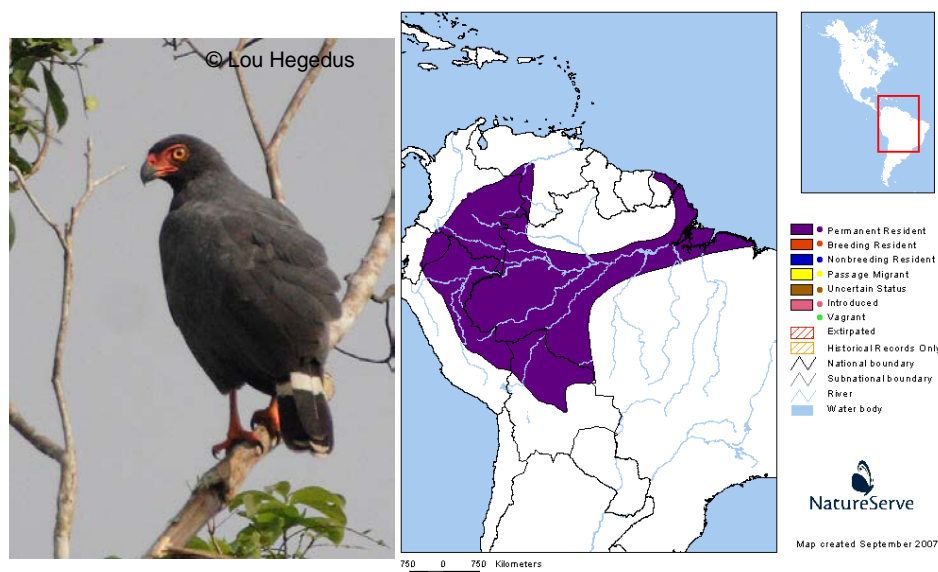 © Lou Hegedus
Permanent Resident
Breeding Resident
Nonbreeding Resident
Passage Migrant
Uncertain Status
Introduced
Vagrant
Extirpated
Historical Records Only
National boundary
Subnational boundary
River
Water body
NatureServe
Map created September 2007
750 0 750 Kilometers